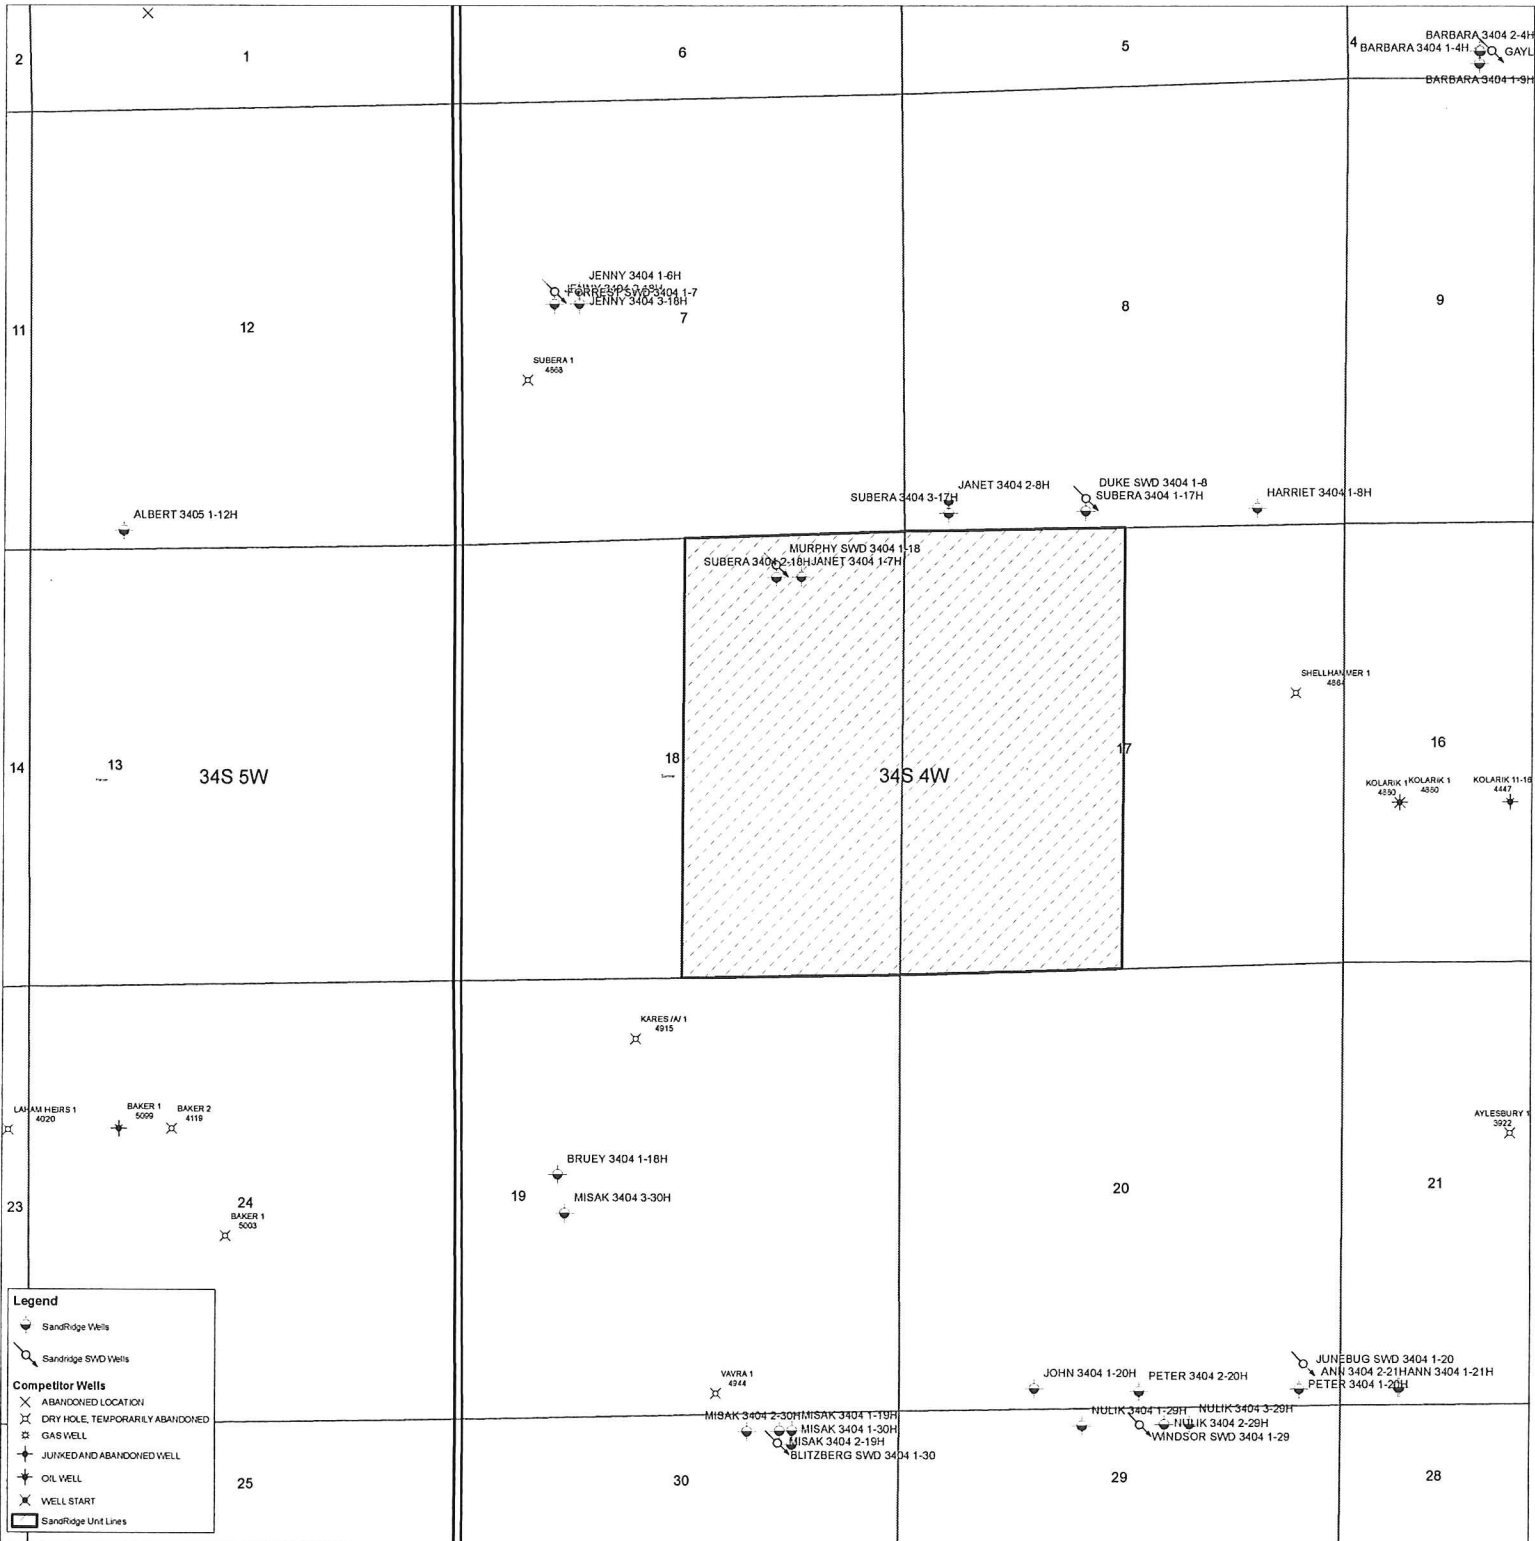 2
1
6
5
4
BARBARA 3404 2-4H
BARBARA 3404 1-4H
GAYL
BARBARA 3404 1-9H
JENNY 3404 1-6H
FORREST SWD 3404 1-7
JENNY 3404 3-18H
7
8
9
11
12
SUBERA 1
4868
ALBERT 3405 1-12H
SUBERA 3404 3-17H
JANET 3404 2-8H
DUKE SWD 3404 1-8
SUBERA 3404 1-17H
HARRIET 3404 1-8H
MURPHY SWD 3404 1-18
SUBERA 3404 2-18H
JANET 3404 1-7H
SHELLHAMMER 1
4864
14
13
34S 5W
18
Sumner
34S 4W
17
16
KOLARIK 1
4880
KOLARIK 1
4880
KOLARIK 11-16
4447
KARES /A/ 1
4915
LAHAM HEIRS 1
4020
BAKER 1
5099
BAKER 2
4119
AYLESBURY 1
3922
BRUEY 3404 1-18H
MISAK 3404 3-30H
23
24
BAKER 1
5003
19
20
21
Legend
SandRidge Wells
Sandridge SWD Wells
Competitor Wells
ABANDONED LOCATION
DRY HOLE, TEMPORARILY ABANDONED
GAS WELL
JUNKED AND ABANDONED WELL
OIL WELL
WELL START
SandRidge Unit Lines
VAVRA 1
4944
JOHN 3404 1-20H
PETER 3404 2-20H
JUNEBUG SWD 3404 1-20
ANN 3404 2-21H
ANN 3404 1-21H
PETER 3404 1-20H
MISAK 3404 2-30H
MISAK 3404 1-19H
MISAK 3404 1-30H
MISAK 3404 2-19H
BLITZBERG SWD 3404 1-30
NULIK 3404 1-29H
NULIK 3404 3-29H
NULIK 3404 2-29H
WINDSOR SWD 3404 1-29
25
30
29
28